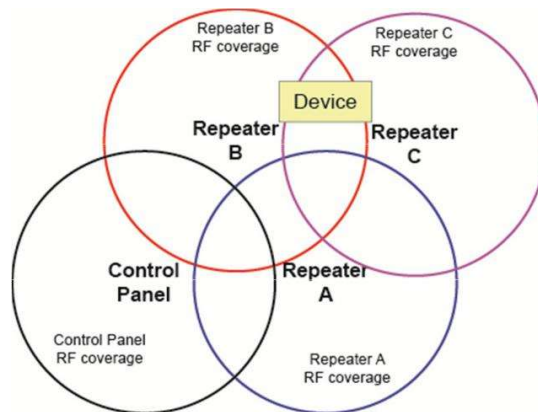 Repeater B
RF coverage
Repeater C
RF coverage
Device
Repeater
B
Repeater
C
Control
Panel
Repeater
A
Control Panel
RF coverage
Repeater A
RF coverage